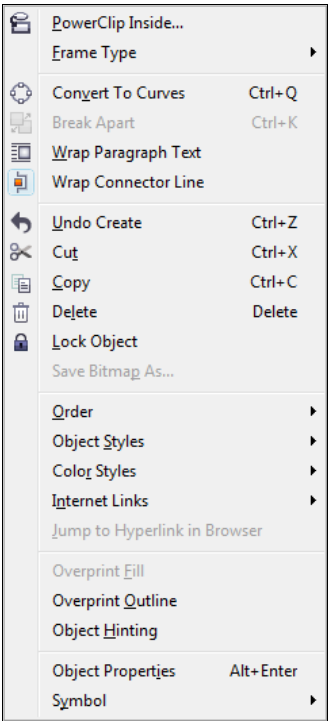 PowerClip Inside...
Frame Type
Convert To Curves Ctrl+Q
Break Apart Ctrl+K
Wrap Paragraph Text
Wrap Connector Line
Undo Create Ctrl+Z
Cut Ctrl+X
Copy Ctrl+C
Delete Delete
Lock Object
Save Bitmap As...
Order
Object Styles
Color Styles
Internet Links
Jump to Hyperlink in Browser
Overprint Fill
Overprint Outline
Object Hinting
Object Properties Alt+Enter
Symbol